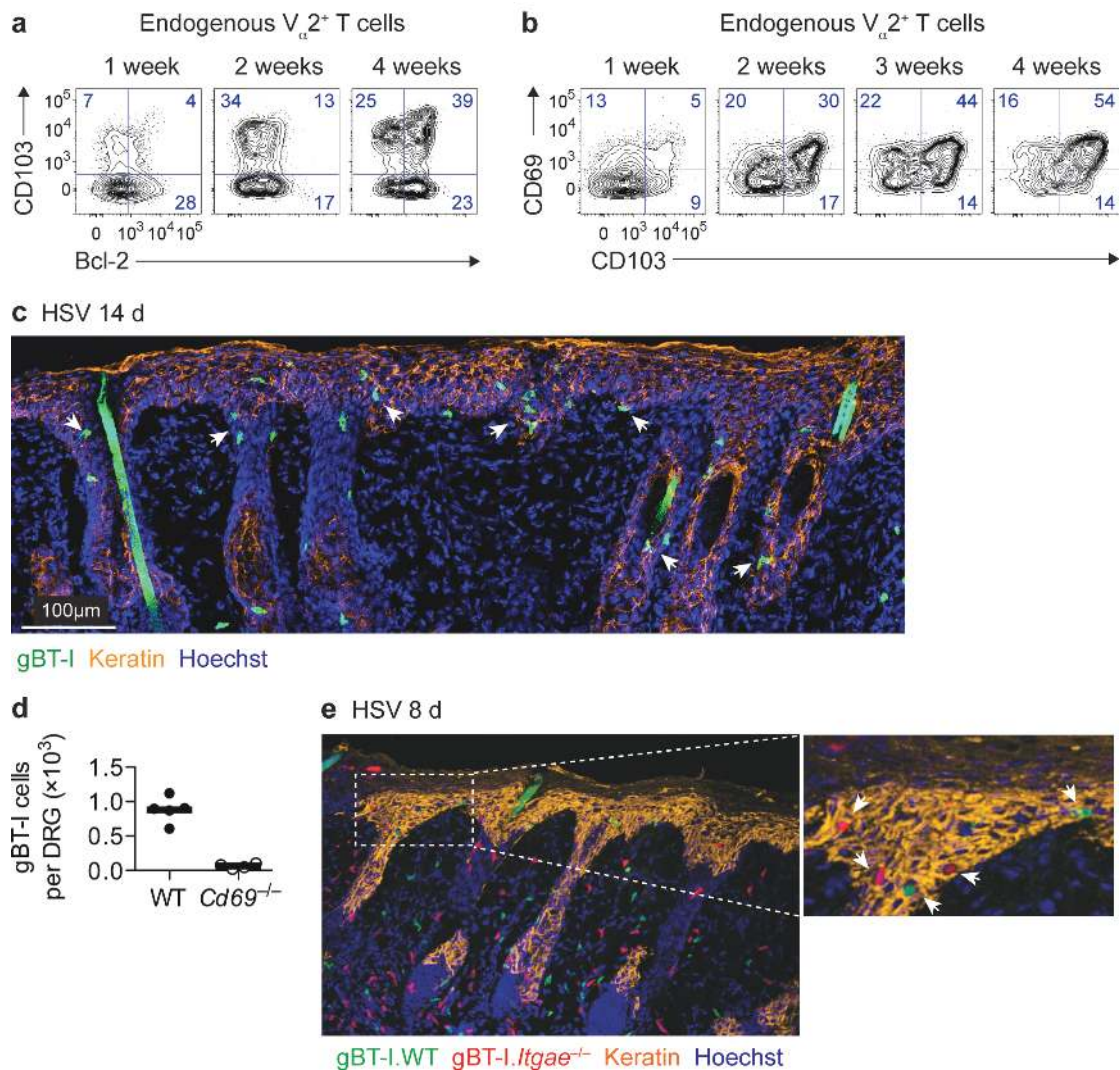 a Endogenous Vα2+ T cells
1 week 2 weeks 4 weeks
7 4 34 13 25 39
10⁵
10⁴
10³
0
28 17 23
CD103
0 10³ 10⁴ 10⁵
Bcl-2
b Endogenous Vα2+ T cells
1 week 2 weeks 3 weeks 4 weeks
13 5 20 30 22 44 16 54
10⁵
10⁴
10³
0
9 17 14 14
CD69
0 10³ 10⁴ 10⁵
CD103
c HSV 14 d
100µm
gBT-I Keratin Hoechst
d
gBT-I cells
per DRG (×10³)
1.5
1.0
0.5
0.0
WT Cd69–/–
e HSV 8 d
gBT-I.WT gBT-I.Itgae–/– Keratin Hoechst